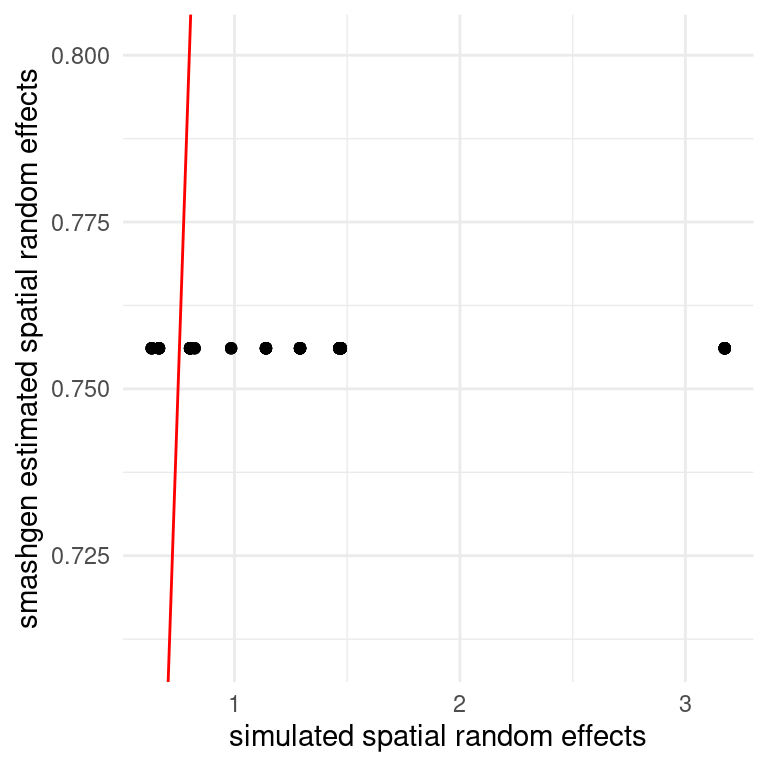 smashgen estimated spatial random effects
0.800
0.775
0.750
0.725
1 2 3
simulated spatial random effects